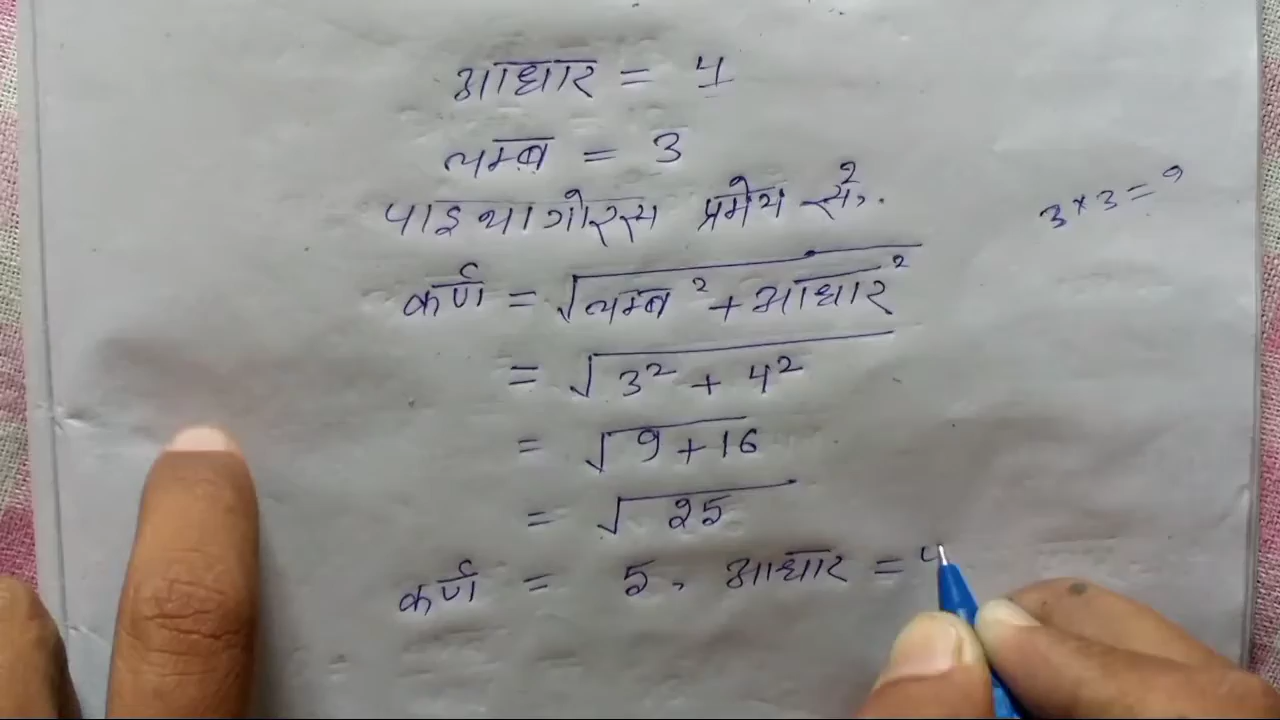 आधार = 4
लम्ब = 3
पाइथागोरस प्रमेय से,
3 × 3 = 9
कर्ण = √लम्ब² + आधार²
= √3² + 4²
= √9 + 16
= √25
कर्ण = 5, आधार = 4